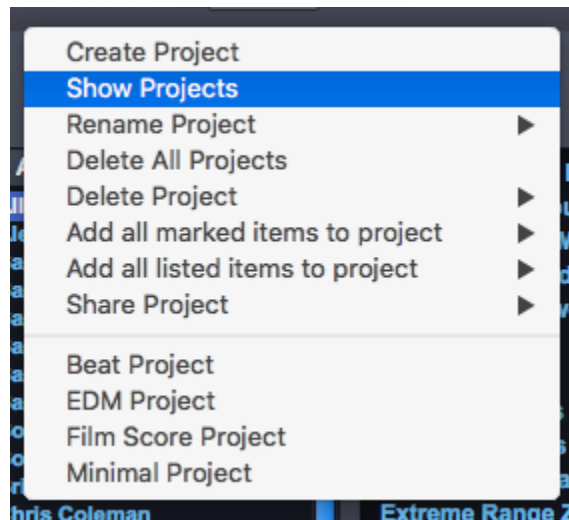 Create Project
Show Projects
Rename Project
Delete All Projects
Delete Project
Add all marked items to project
Add all listed items to project
Share Project
Beat Project
EDM Project
Film Score Project
Minimal Project
Coleman
Extreme Range